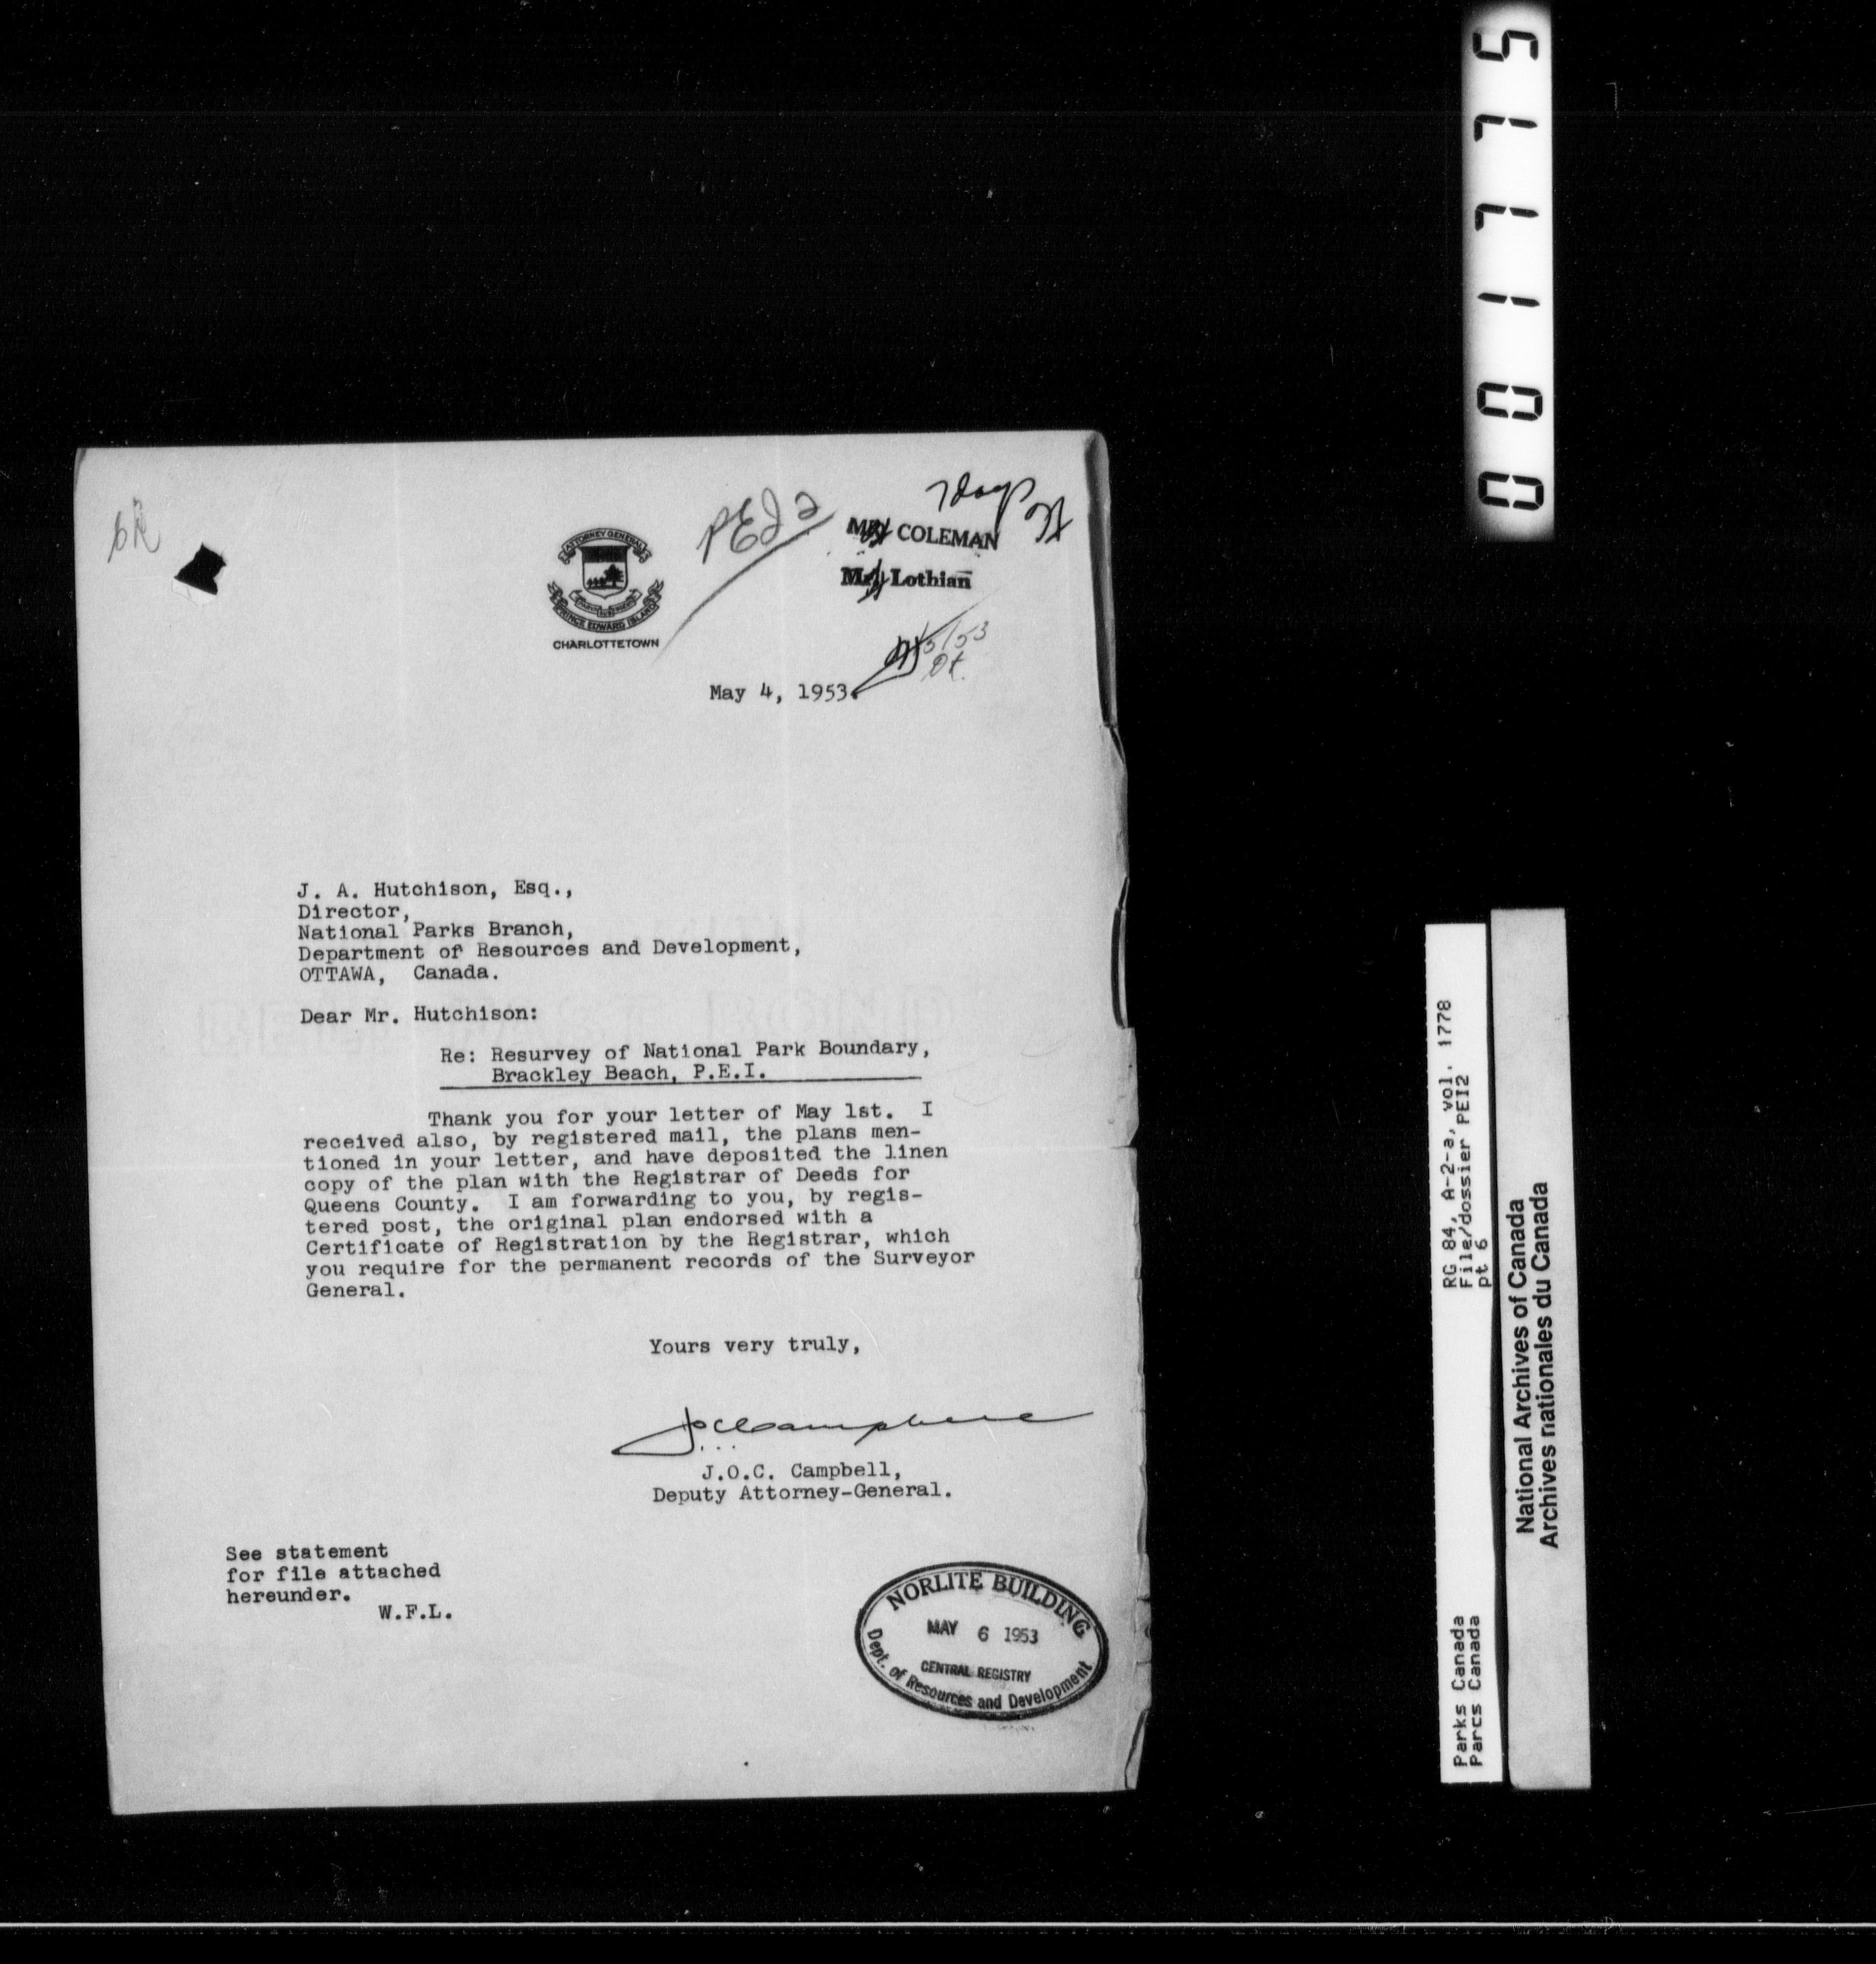 001775
PEI2
7 days
ATTORNEY GENERAL
PRINCE EDWARD ISLAND
CHARLOTTETOWN
COLEMAN
Mr. Lothian
5/53
May 4, 1953.
J. A. Hutchison, Esq.,
Director,
National Parks Branch,
Department of Resources and Development,
OTTAWA, Canada.
Dear Mr. Hutchison:
Re: Resurvey of National Park Boundary,
Brackley Beach, P.E.I.
Thank you for your letter of May 1st. I
received also, by registered mail, the plans men-
tioned in your letter, and have deposited the linen
copy of the plan with the Registrar of Deeds for
Queens County. I am forwarding to you, by regis-
tered post, the original plan endorsed with a
Certificate of Registration by the Registrar, which
you require for the permanent records of the Surveyor
General.
Yours very truly,
J.O.C. Campbell,
Deputy Attorney-General.
See statement
for file attached
hereunder.
W.F.L.
NORLITE BUILDING
MAY 6 1953
CENTRAL REGISTRY
Dept. of Resources and Development
Parks Canada
Parcs Canada
RG 84, A-2-a, vol. 1778
File/dossier PEI2
pt 6
National Archives of Canada
Archives nationales du Canada